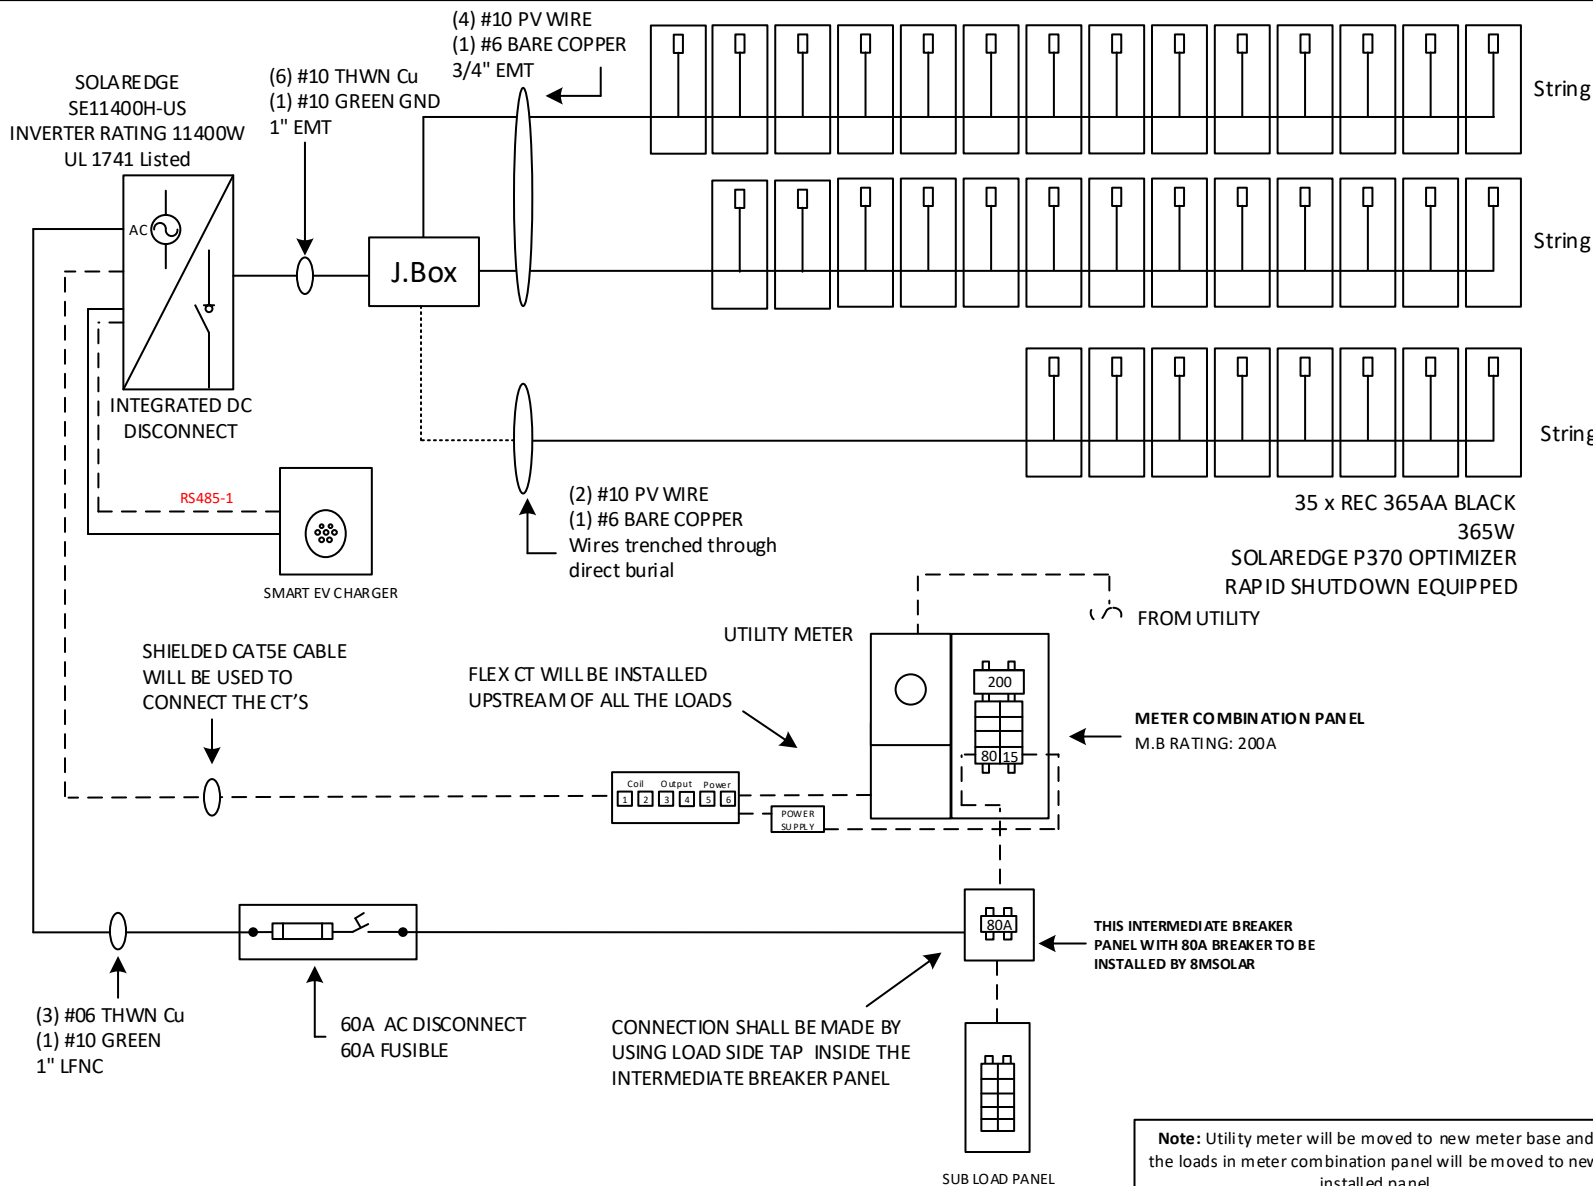 (4) #10 PV WIRE
(1) #6 BARE COPPER
3/4" EMT
(6) #10 THWN Cu
(1) #10 GREEN GND
1" EMT
SOLAREDGE
SE11400H-US
INVERTER RATING 11400W
UL 1741 Listed
String
AC
J.Box
String
INTEGRATED DC
DISCONNECT
String
RS485-1
SMART EV CHARGER
(2) #10 PV WIRE
(1) #6 BARE COPPER
Wires trenched through
direct burial
35 x REC 365AA BLACK
365W
SOLAREDGE P370 OPTIMIZER
RAPID SHUTDOWN EQUIPPED
FROM UTILITY
UTILITY METER
SHIELDED CAT5E CABLE
WILL BE USED TO
CONNECT THE CT'S
FLEX CT WILL BE INSTALLED
UPSTREAM OF ALL THE LOADS
200
80 15
METER COMBINATION PANEL
M.B RATING: 200A
Coil Output Power
1 2 3 4 5 6
POWER
SUPPLY
80A
THIS INTERMEDIATE BREAKER
PANEL WITH 80A BREAKER TO BE
INSTALLED BY 8MSOLAR
(3) #06 THWN Cu
(1) #10 GREEN
1" LFNC
60A AC DISCONNECT
60A FUSIBLE
CONNECTION SHALL BE MADE BY
USING LOAD SIDE TAP INSIDE THE
INTERMEDIATE BREAKER PANEL
SUB LOAD PANEL
Note: Utility meter will be moved to new meter base and
the loads in meter combination panel will be moved to new
installed panel